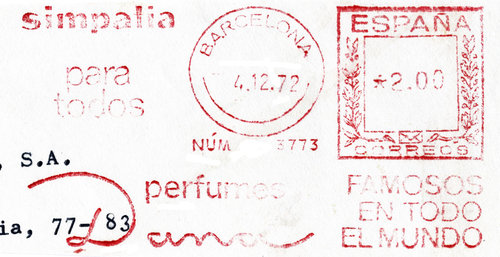 simpalia
para
todos
BARCELONA
4.12.72
NÚM 3773
ESPAÑA
*2.00
CORREOS
, S.A.
ia, 77- 83
perfumes
FAMOSOS
EN TODO
EL MUNDO